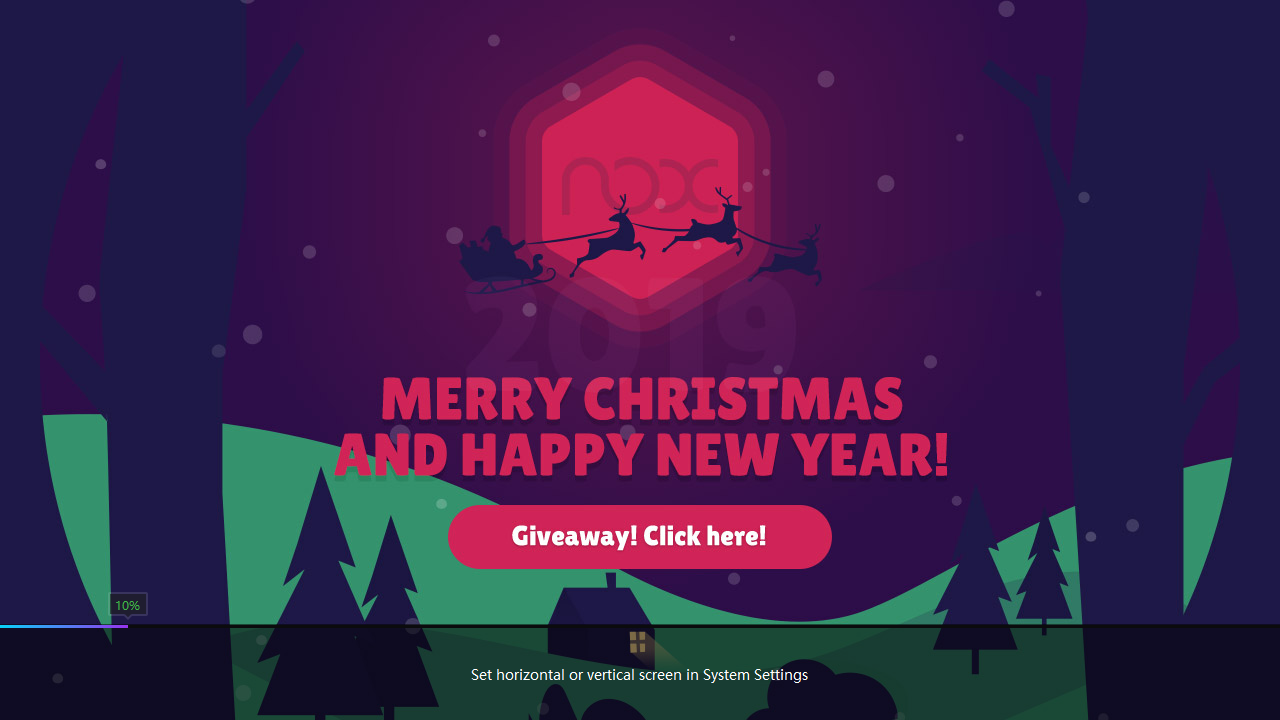 nox
2019
MERRY CHRISTMAS
AND HAPPY NEW YEAR!
Giveaway! Click here!
10%
Set horizontal or vertical screen in System Settings